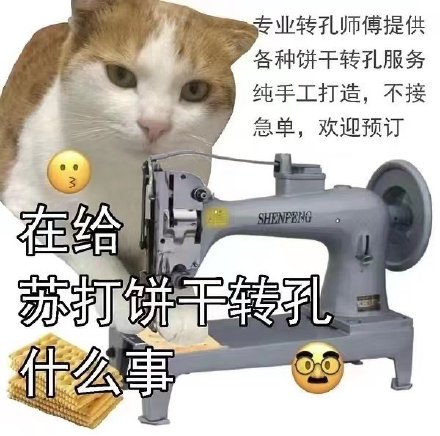 专业转孔师傅提供
各种饼干转孔服务
纯手工打造，不接
急单，欢迎预订
SHENPENG
在给
苏打饼干转孔
什么事